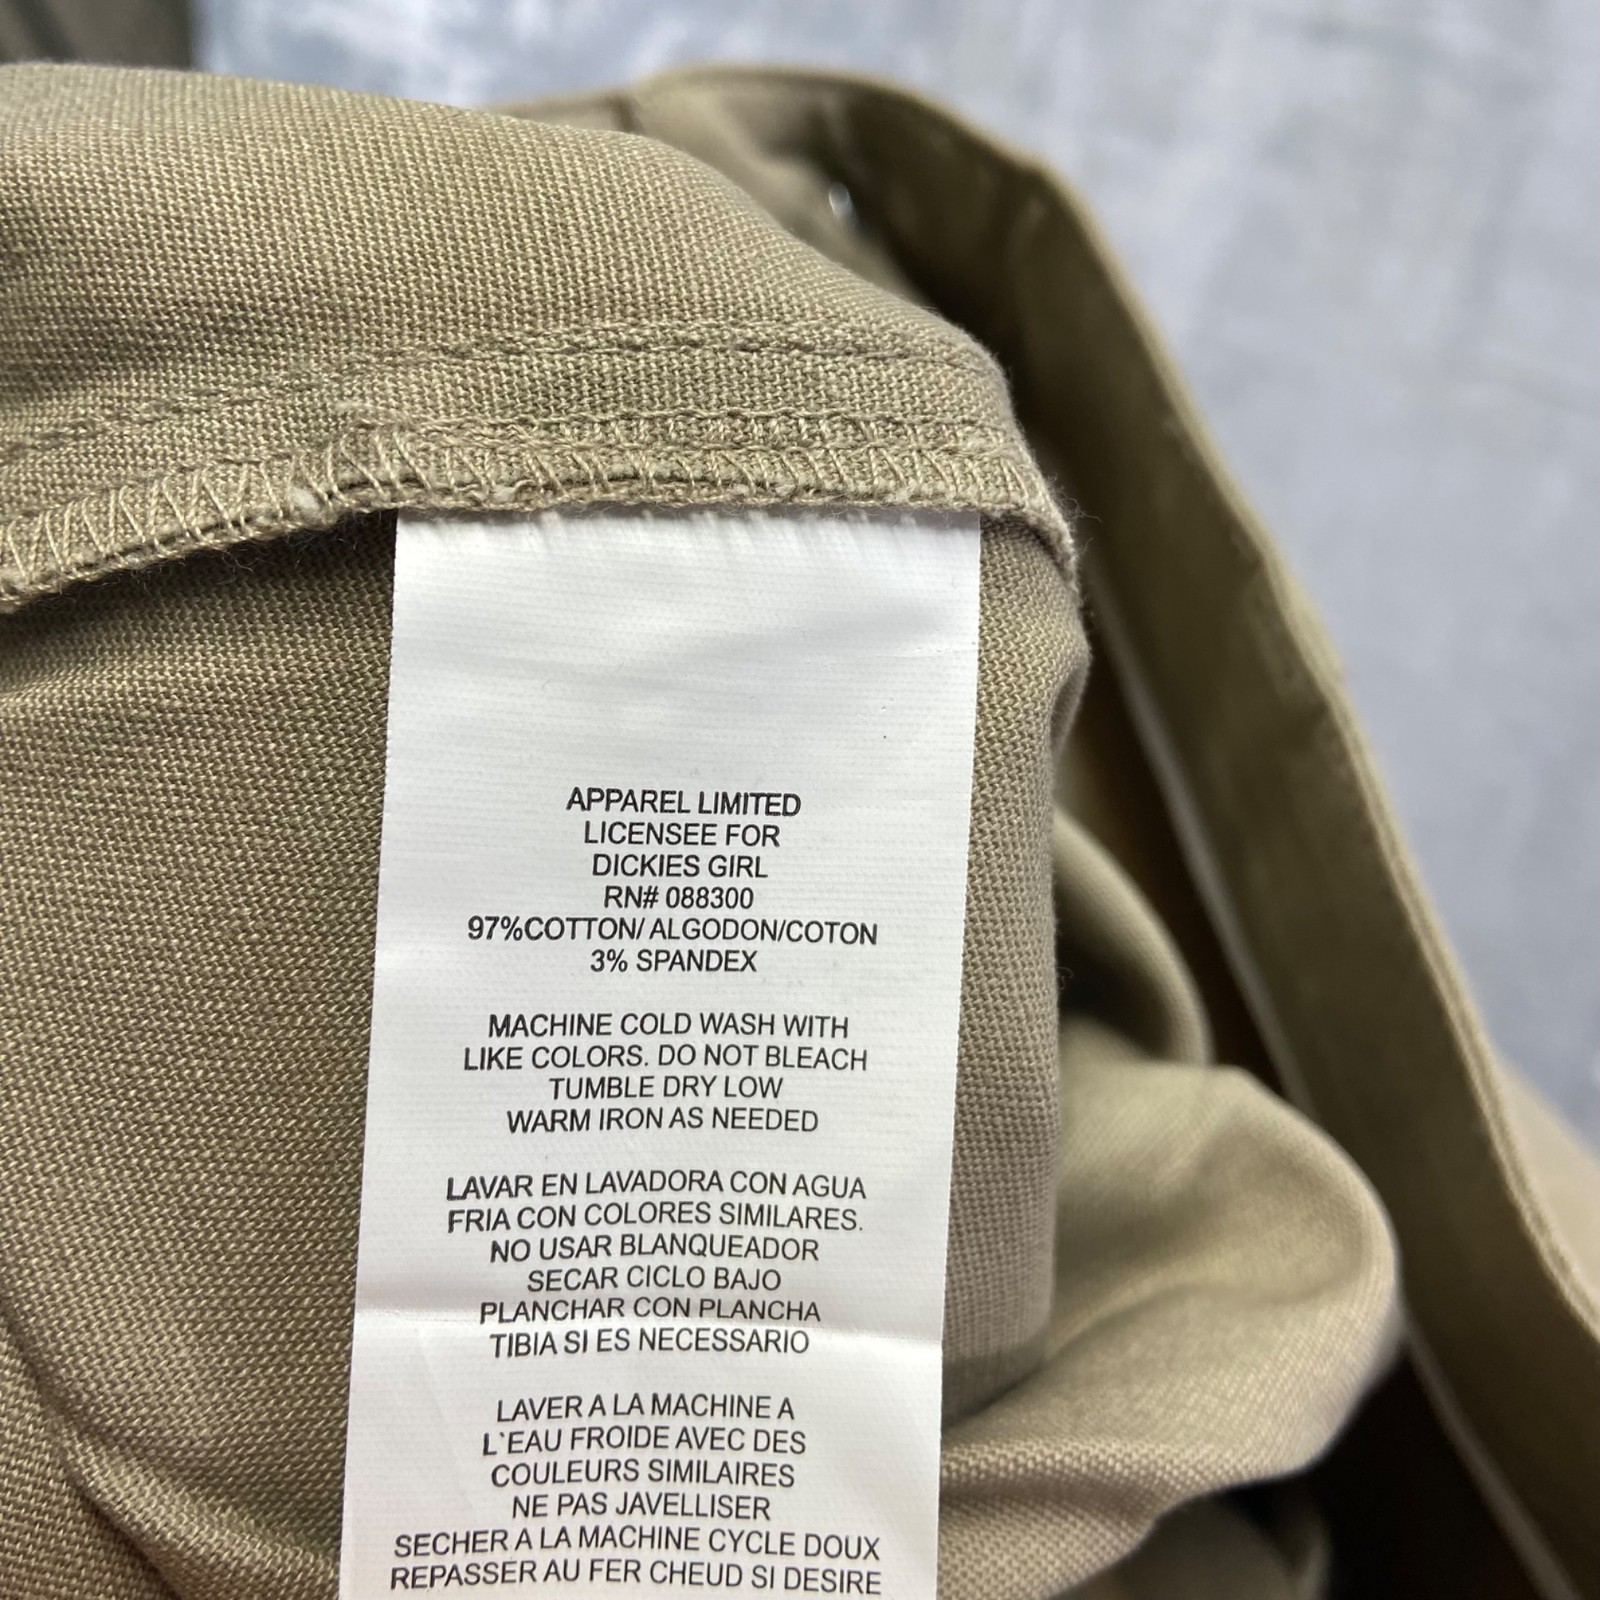 APPAREL LIMITED
LICENSEE FOR
DICKIES GIRL
RN# 088300
97%COTTON/ ALGODON/COTON
3% SPANDEX
MACHINE COLD WASH WITH
LIKE COLORS. DO NOT BLEACH
TUMBLE DRY LOW
WARM IRON AS NEEDED
LAVAR EN LAVADORA CON AGUA
FRIA CON COLORES SIMILARES.
NO USAR BLANQUEADOR
SECAR CICLO BAJO
PLANCHAR CON PLANCHA
TIBIA SI ES NECESSARIO
LAVER A LA MACHINE A
L`EAU FROIDE AVEC DES
COULEURS SIMILAIRES
NE PAS JAVELLISER
SECHER A LA MACHINE CYCLE DOUX
REPASSER AU FER CHEUD SI DESIRE